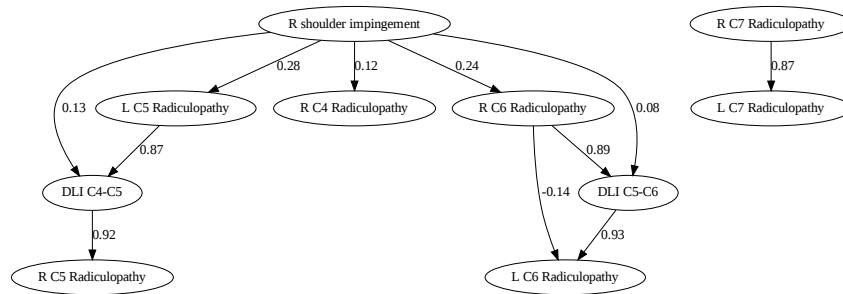 R shoulder impingement
R C7 Radiculopathy
0.28
0.12
0.24
0.87
0.13
L C5 Radiculopathy
R C4 Radiculopathy
R C6 Radiculopathy
0.08
L C7 Radiculopathy
0.87
0.89
DLI C4-C5
-0.14
DLI C5-C6
0.92
0.93
R C5 Radiculopathy
L C6 Radiculopathy